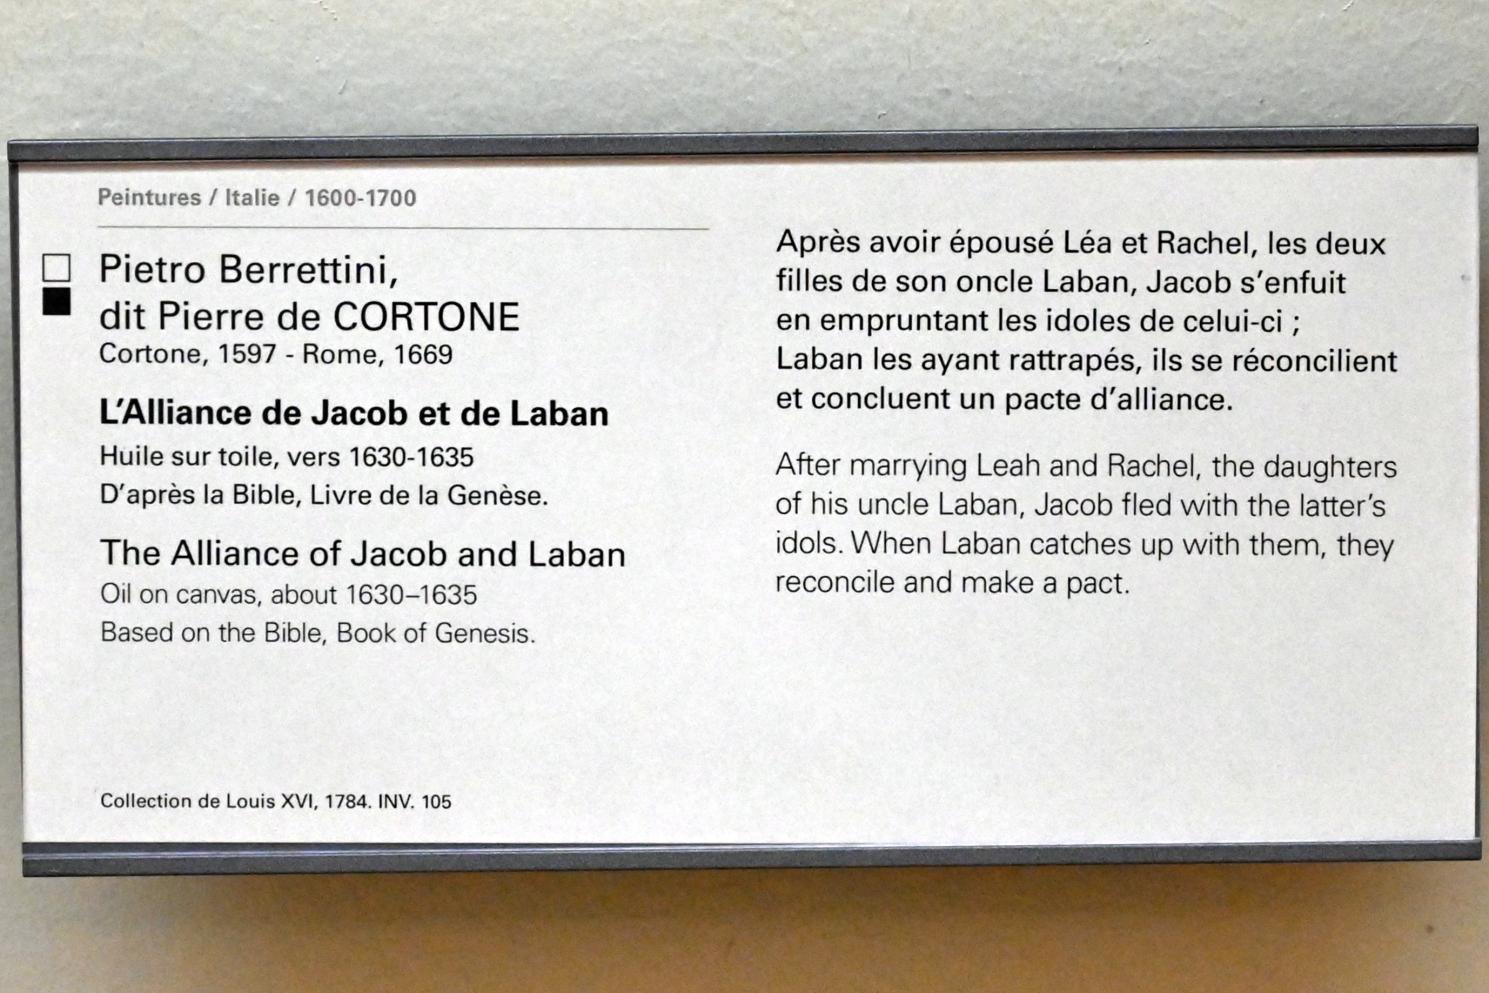 Peintures / Italie / 1600-1700
Pietro Berrettini,
dit Pierre de CORTONE
Cortone, 1597 - Rome, 1669
L’Alliance de Jacob et de Laban
Huile sur toile, vers 1630-1635
D’après la Bible, Livre de la Genèse.
The Alliance of Jacob and Laban
Oil on canvas, about 1630–1635
Based on the Bible, Book of Genesis.
Collection de Louis XVI, 1784. INV. 105
Après avoir épousé Léa et Rachel, les deux
filles de son oncle Laban, Jacob s’enfuit
en empruntant les idoles de celui-ci ;
Laban les ayant rattrapés, ils se réconcilient
et concluent un pacte d’alliance.
After marrying Leah and Rachel, the daughters
of his uncle Laban, Jacob fled with the latter’s
idols. When Laban catches up with them, they
reconcile and make a pact.